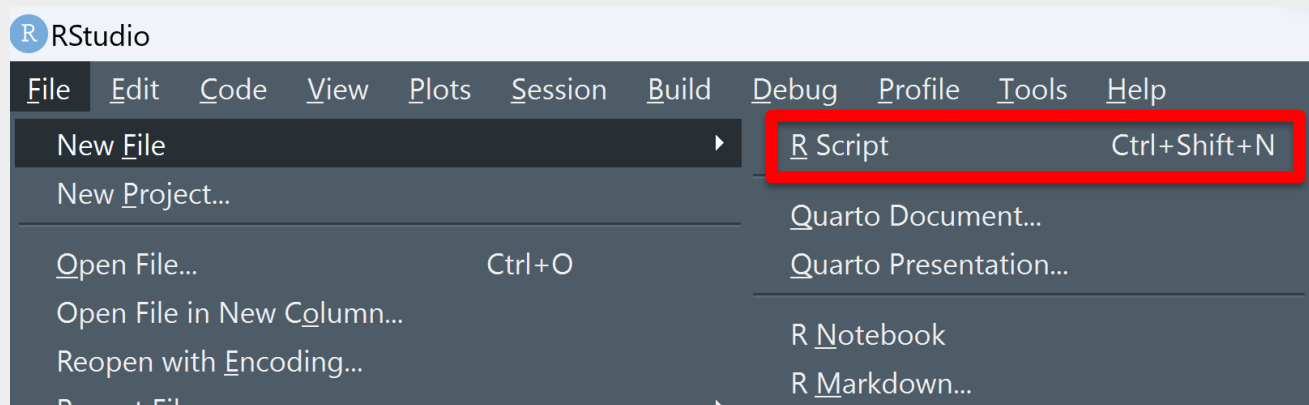 R RStudio
File Edit Code View Plots Session Build Debug Profile Tools Help
New File
New Project...
Open File... Ctrl+O
Open File in New Column...
Reopen with Encoding...
R Script Ctrl+Shift+N
Quarto Document...
Quarto Presentation...
R Notebook
R Markdown...